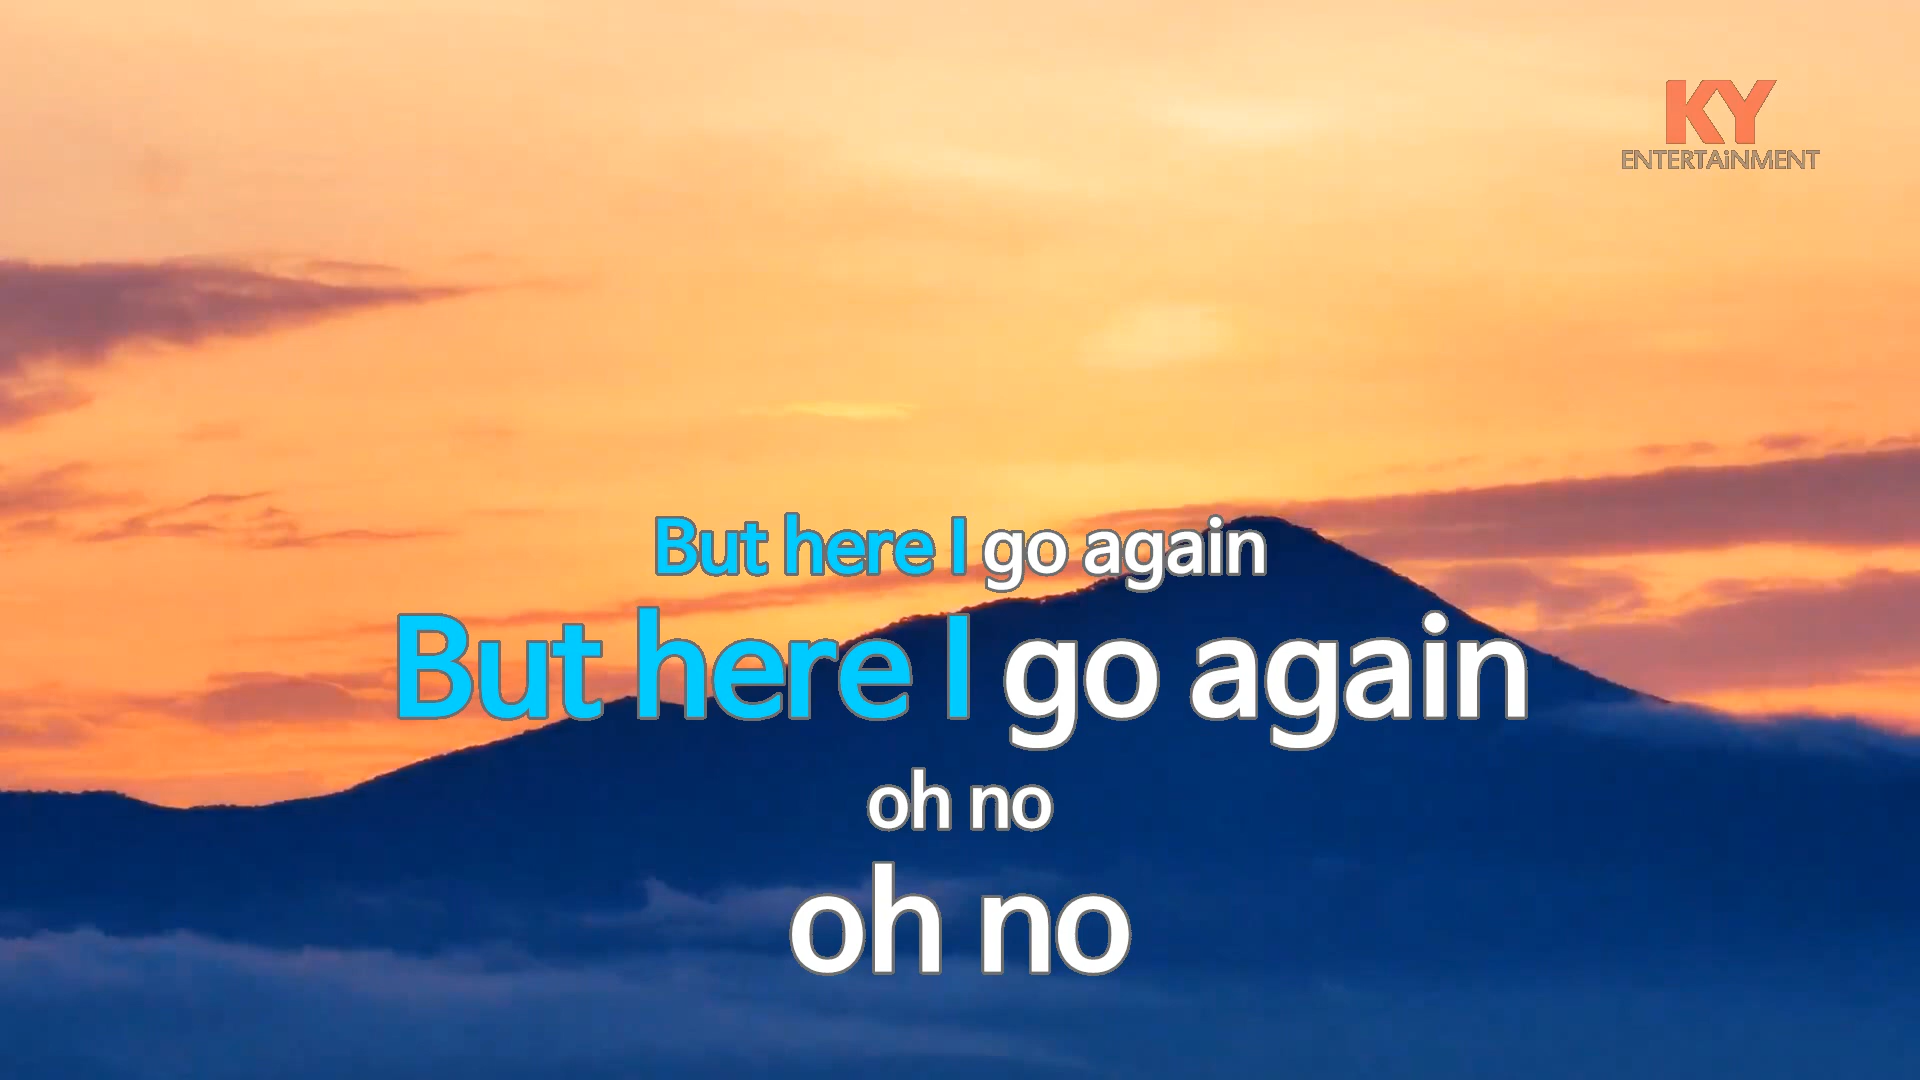 KY
ENTERTAiNMENT
But here I go again
But here I go again
oh no
oh no